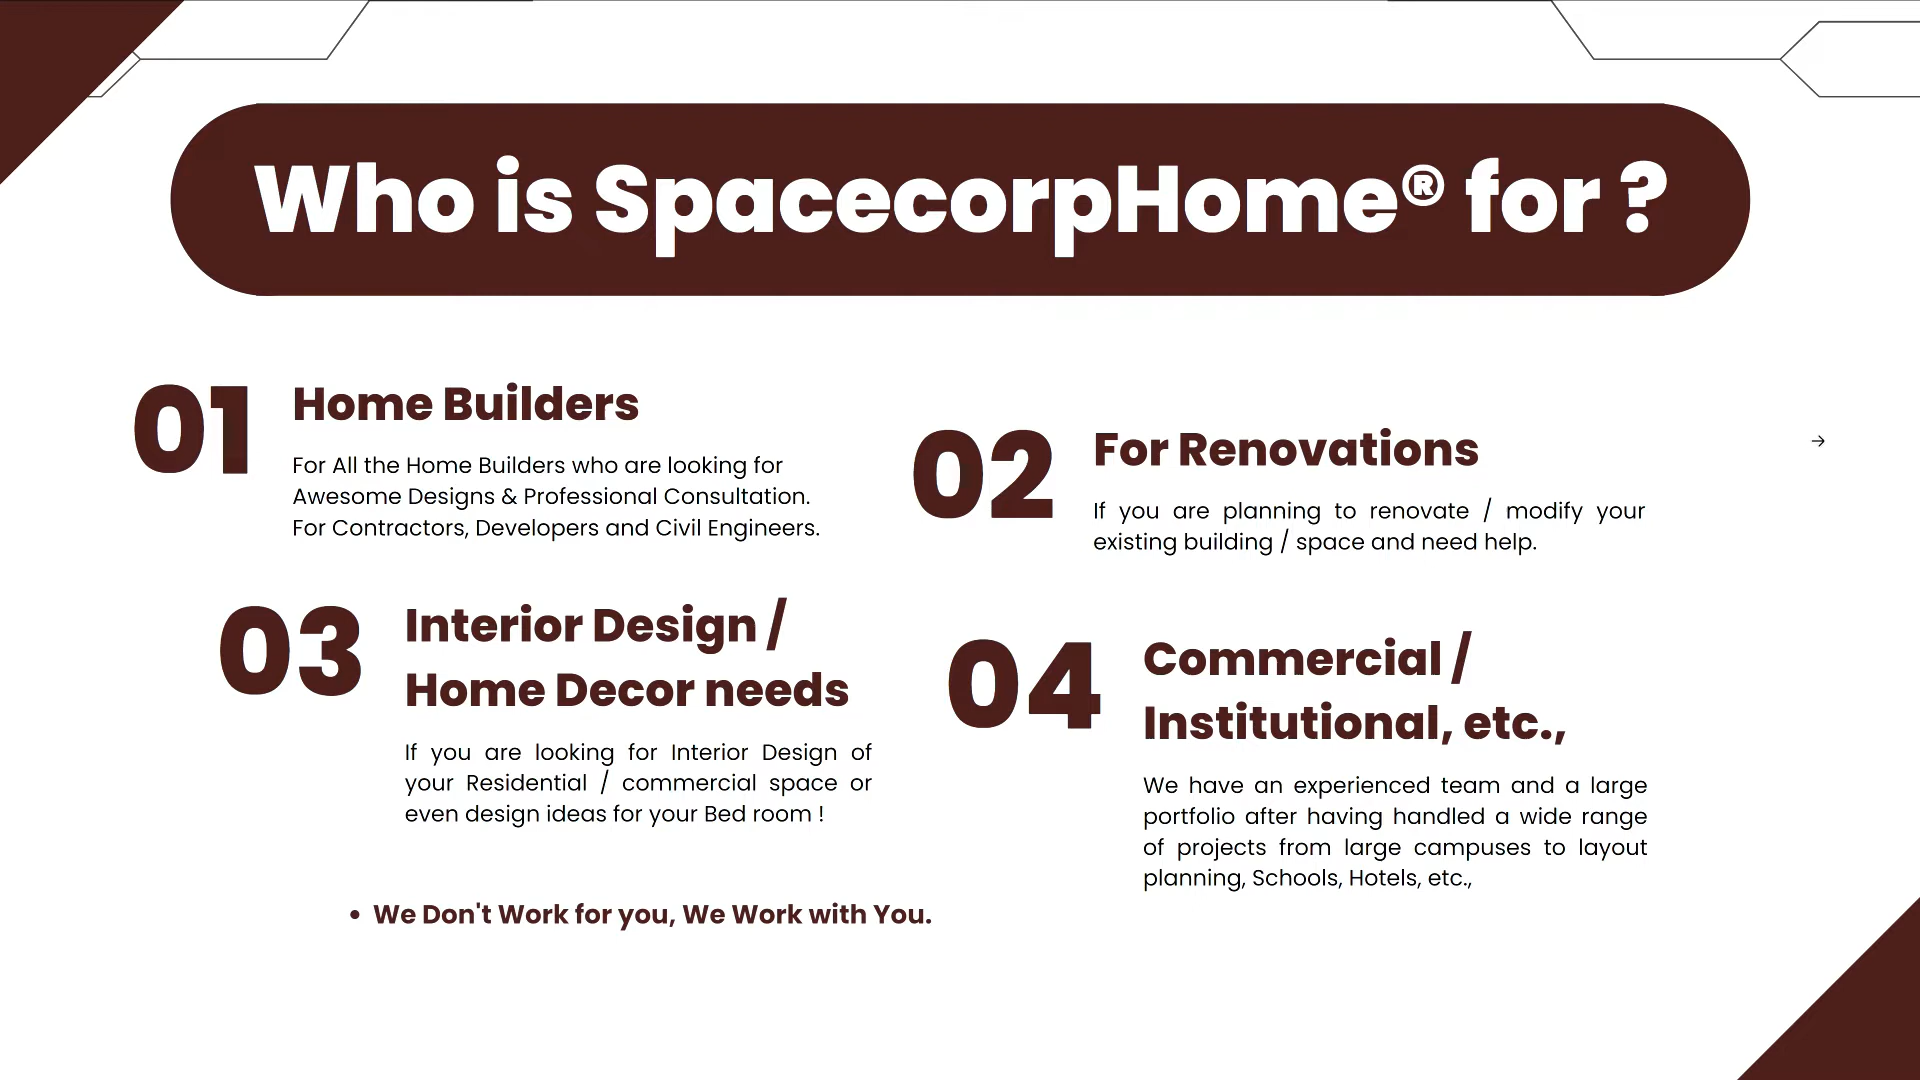 Who is SpacecorpHome® for ?
01
Home Builders
For All the Home Builders who are looking for
Awesome Designs & Professional Consultation.
For Contractors, Developers and Civil Engineers.
02
For Renovations
If you are planning to renovate / modify your
existing building / space and need help.
03
Interior Design /
Home Decor needs
If you are looking for Interior Design of
your Residential / commercial space or
even design ideas for your Bed room !
04
Commercial /
Institutional, etc.,
We have an experienced team and a large
portfolio after having handled a wide range
of projects from large campuses to layout
planning, Schools, Hotels, etc.,
• We Don't Work for you, We Work with You.